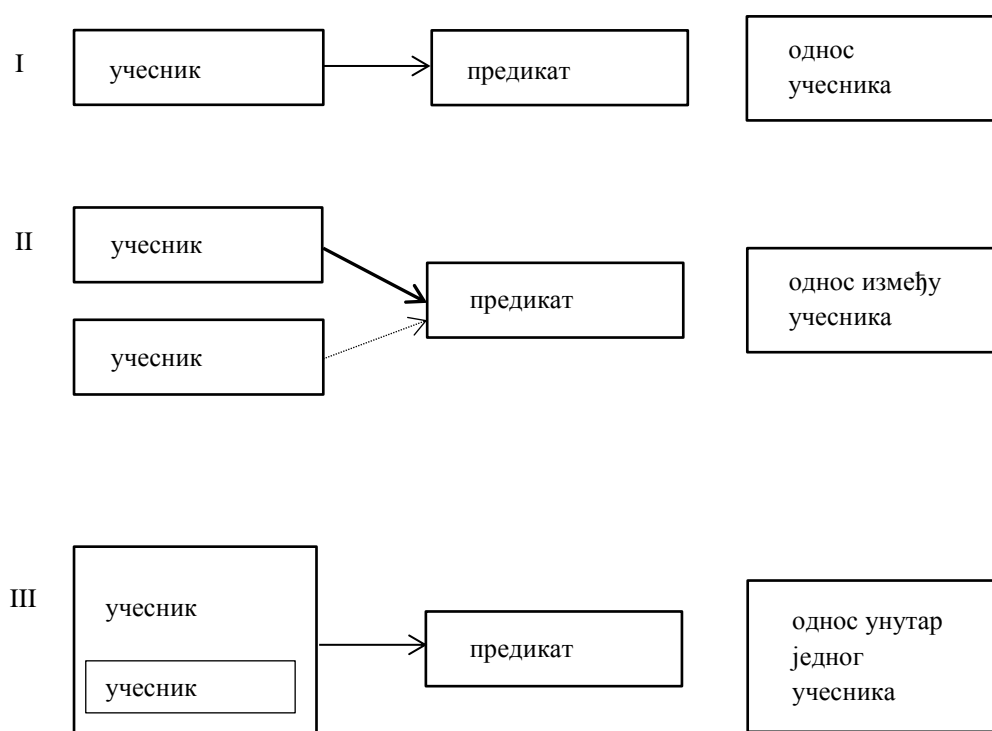 I
учесник
предикат
однос
учесника
II
учесник
учесник
предикат
однос између
учесника
III
учесник
учесник
предикат
однос унутар
једног
учесника